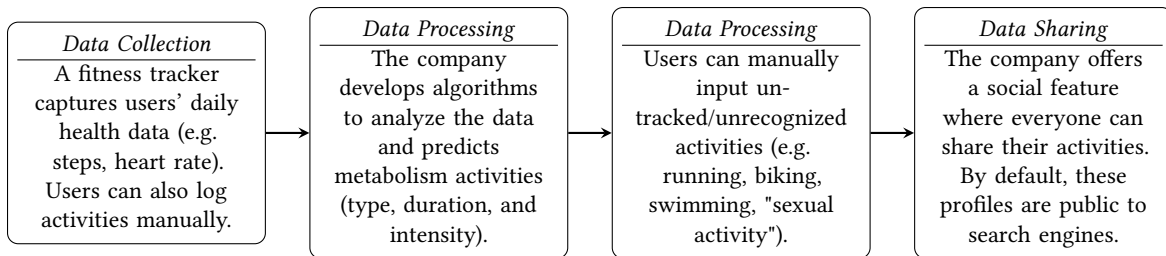 Data Collection
A fitness tracker
captures users' daily
health data (e.g.
steps, heart rate).
Users can also log
activities manually.
Data Processing
The company
develops algorithms
to analyze the data
and predicts
metabolism activities
(type, duration, and
intensity).
Data Processing
Users can manually
input un-
tracked/unrecognized
activities (e.g.
running, biking,
swimming, "sexual
activity").
Data Sharing
The company offers
a social feature
where everyone can
share their activities.
By default, these
profiles are public to
search engines.